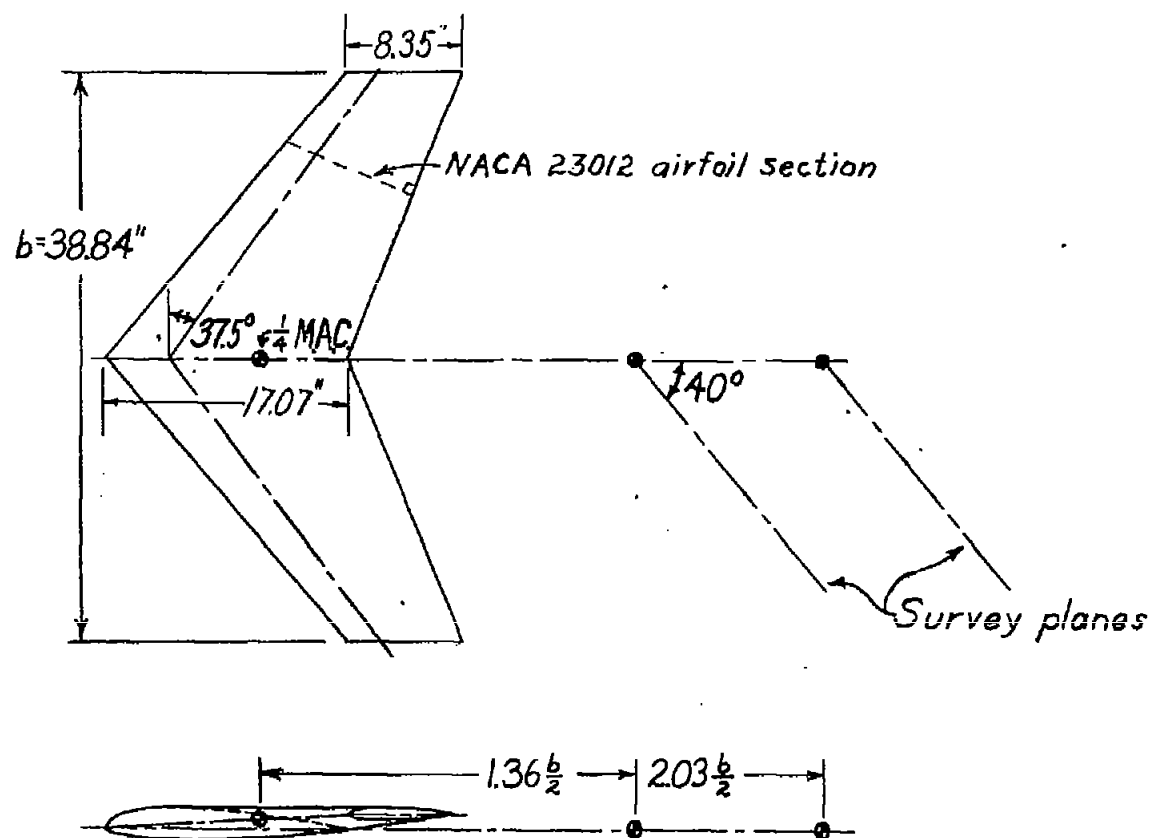 8.35"
NACA 23012 airfoil section
b=38.84"
37.5° ¼ M.A.C.
17.07"
40°
Survey planes
1.36 b/2
2.03 b/2